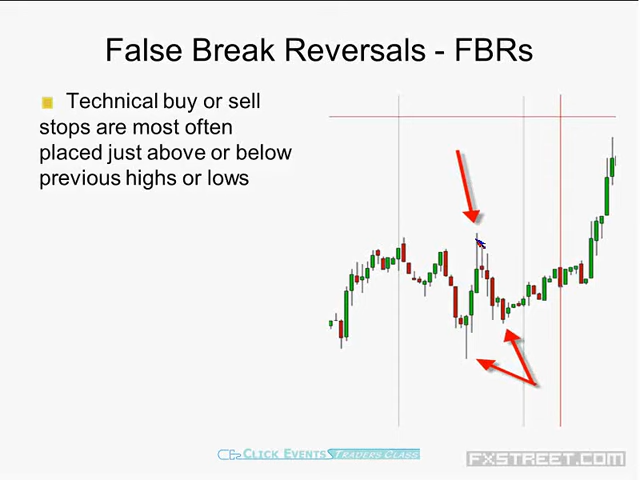 False Break Reversals - FBRs
Technical buy or sell
stops are most often
placed just above or below
previous highs or lows
CLICK EVENTS TRADERS CLASS
FXSTREET.COM